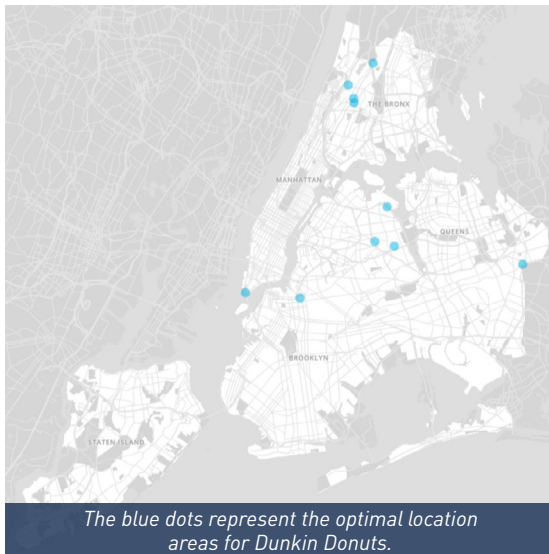 THE BRONX
MANHATTAN
QUEENS
BROOKLYN
STATEN ISLAND
The blue dots represent the optimal location
areas for Dunkin Donuts.